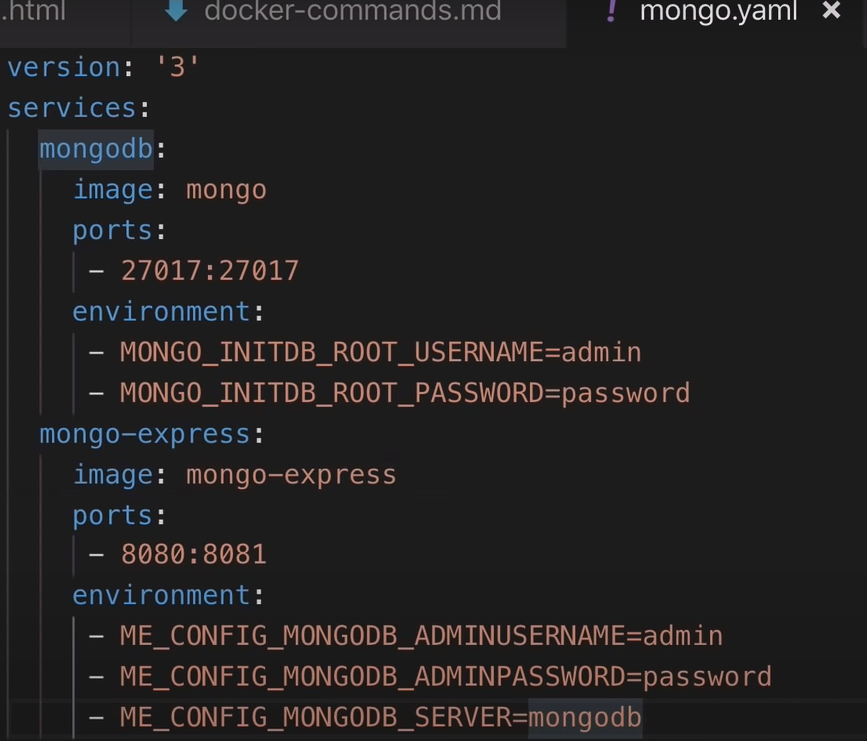 .html docker-commands.md ! mongo.yaml ×
version: '3'
services:
mongodb:
image: mongo
ports:
- 27017:27017
environment:
- MONGO_INITDB_ROOT_USERNAME=admin
- MONGO_INITDB_ROOT_PASSWORD=password
mongo-express:
image: mongo-express
ports:
- 8080:8081
environment:
- ME_CONFIG_MONGODB_ADMINUSERNAME=admin
- ME_CONFIG_MONGODB_ADMINPASSWORD=password
- ME_CONFIG_MONGODB_SERVER=mongodb